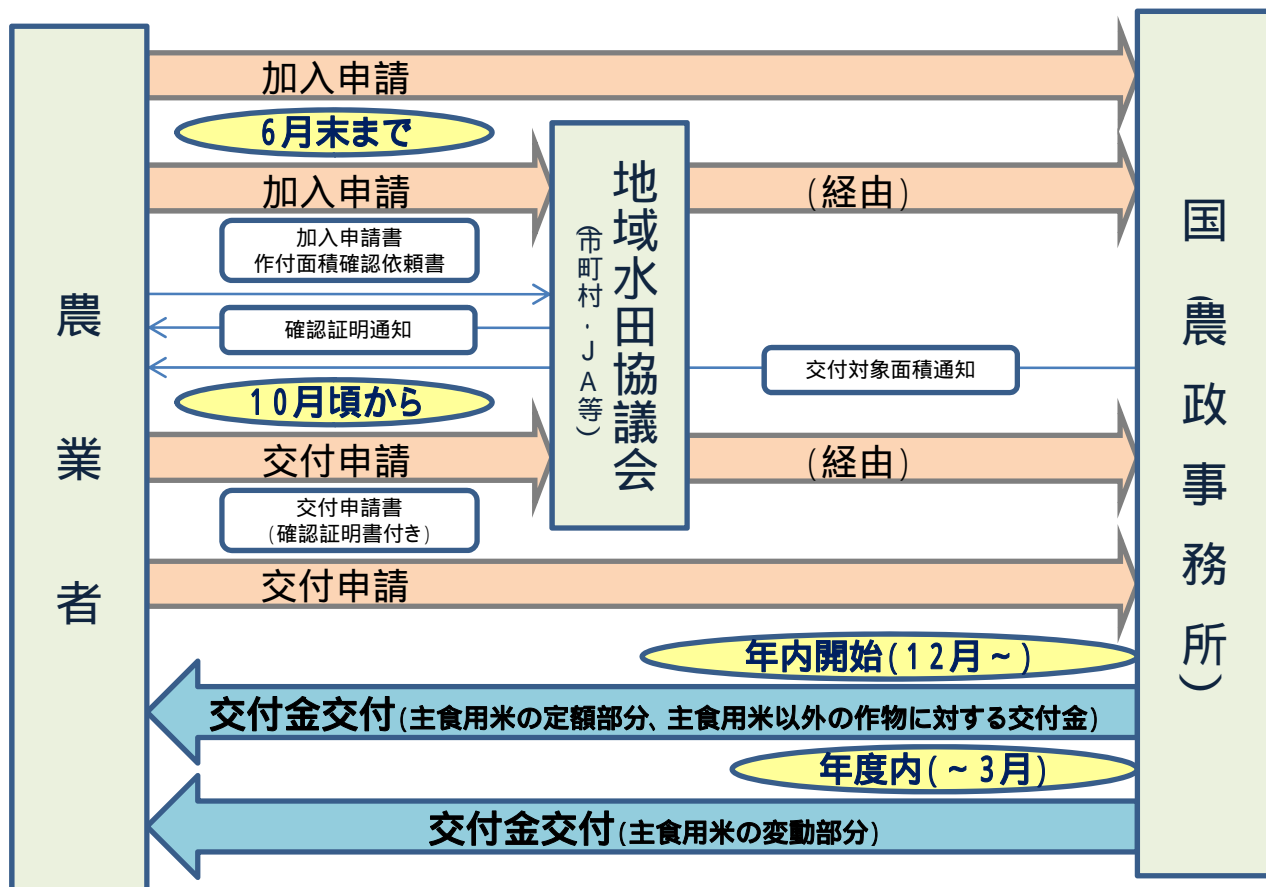 農業者
加入申請
6月末まで
加入申請
(経由)
加入申請書
作付面積確認依頼書
確認証明通知
交付対象面積通知
10月頃から
交付申請
(経由)
交付申請書
(確認証明書付き)
交付申請
地域水田協議会
(市町村・JA等)
国(農政事務所)
年内開始(12月~)
交付金交付(主食用米の定額部分、主食用米以外の作物に対する交付金)
年度内(~3月)
交付金交付(主食用米の変動部分)